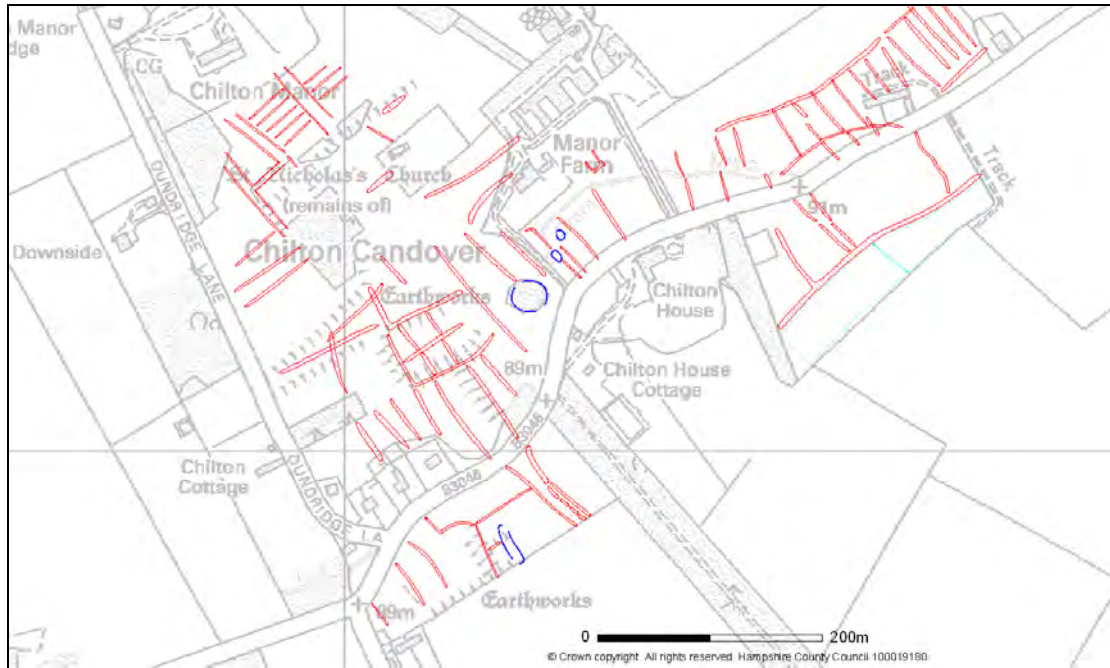 Manor
dge
CG
Chilton Manor
Track
Manor
Farm
Track
St Nicholas's Church
(remains of)
91m
DUNDRIDGE
LANE
Downside
Chilton Candover
Earthworks
Chilton
House
89m
Chilton House
Cottage
B3046
Chilton
Cottage
B3046
DUNDRIDGE LA
89m
Earthworks
0 200m
© Crown copyright. All rights reserved. Hampshire County Council 100019180